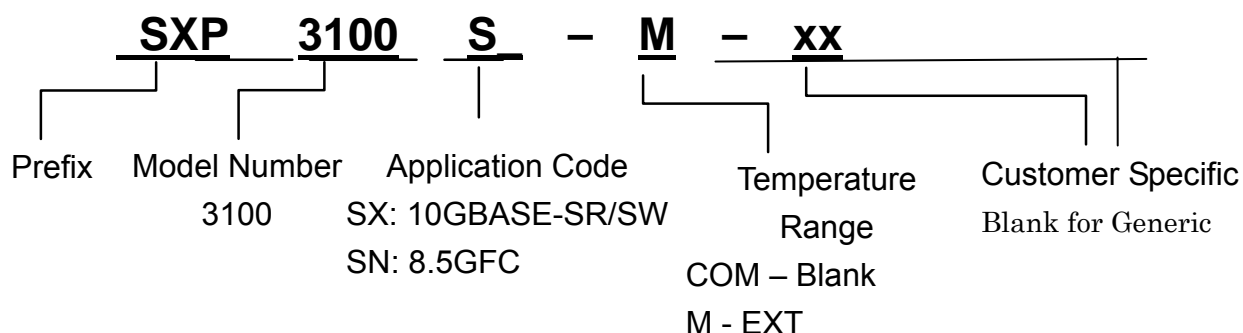 SXP 3100 S_ – M – xx
Prefix
Model Number
3100
Application Code
SX: 10GBASE-SR/SW
SN: 8.5GFC
Temperature
Range
COM – Blank
M - EXT
Customer Specific
Blank for Generic